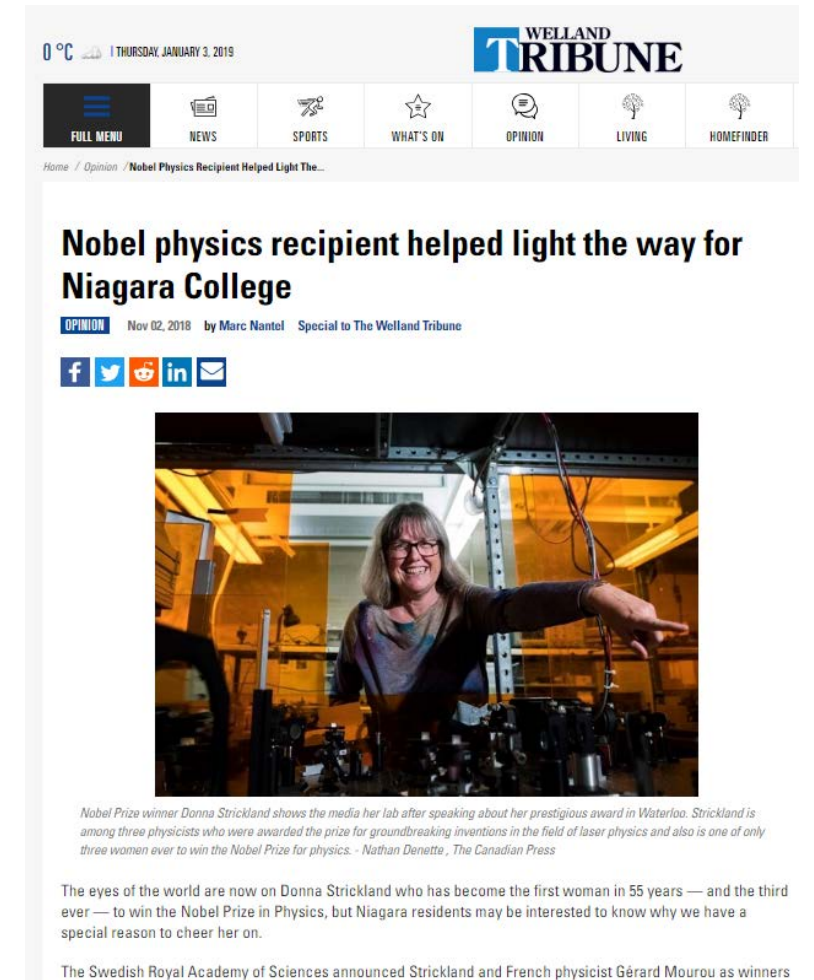 0 °C | THURSDAY, JANUARY 3, 2019
WELLAND
TRIBUNE
FULL MENU NEWS SPORTS WHAT'S ON OPINION LIVING HOMEFINDER
Home / Opinion /Nobel Physics Recipient Helped Light The...
Nobel physics recipient helped light the way for
Niagara College
OPINION Nov 02, 2018 by Marc Nantel Special to The Welland Tribune
Nobel Prize winner Donna Strickland shows the media her lab after speaking about her prestigious award in Waterloo. Strickland is
among three physicists who were awarded the prize for groundbreaking inventions in the field of laser physics and also is one of only
three women ever to win the Nobel Prize for physics. - Nathan Denette , The Canadian Press
The eyes of the world are now on Donna Strickland who has become the first woman in 55 years — and the third
ever — to win the Nobel Prize in Physics, but Niagara residents may be interested to know why we have a
special reason to cheer her on.
The Swedish Royal Academy of Sciences announced Strickland and French physicist Gérard Mourou as winners